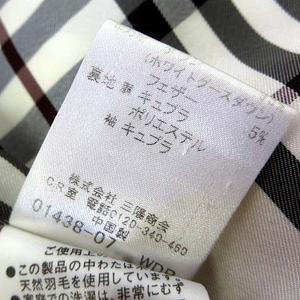 (ホワイトグースダウン)
フェザー 5%
裏地 羽 キュプラ
ポリエステル
袖 キュプラ
株式会社 三陽商会
C.R.室 電話0120-340-460
中国製
01438-07 WDR
ご使用上の
●この製品の中わたは
天然羽毛を使用しています
●家庭での洗濯は、非常にむず